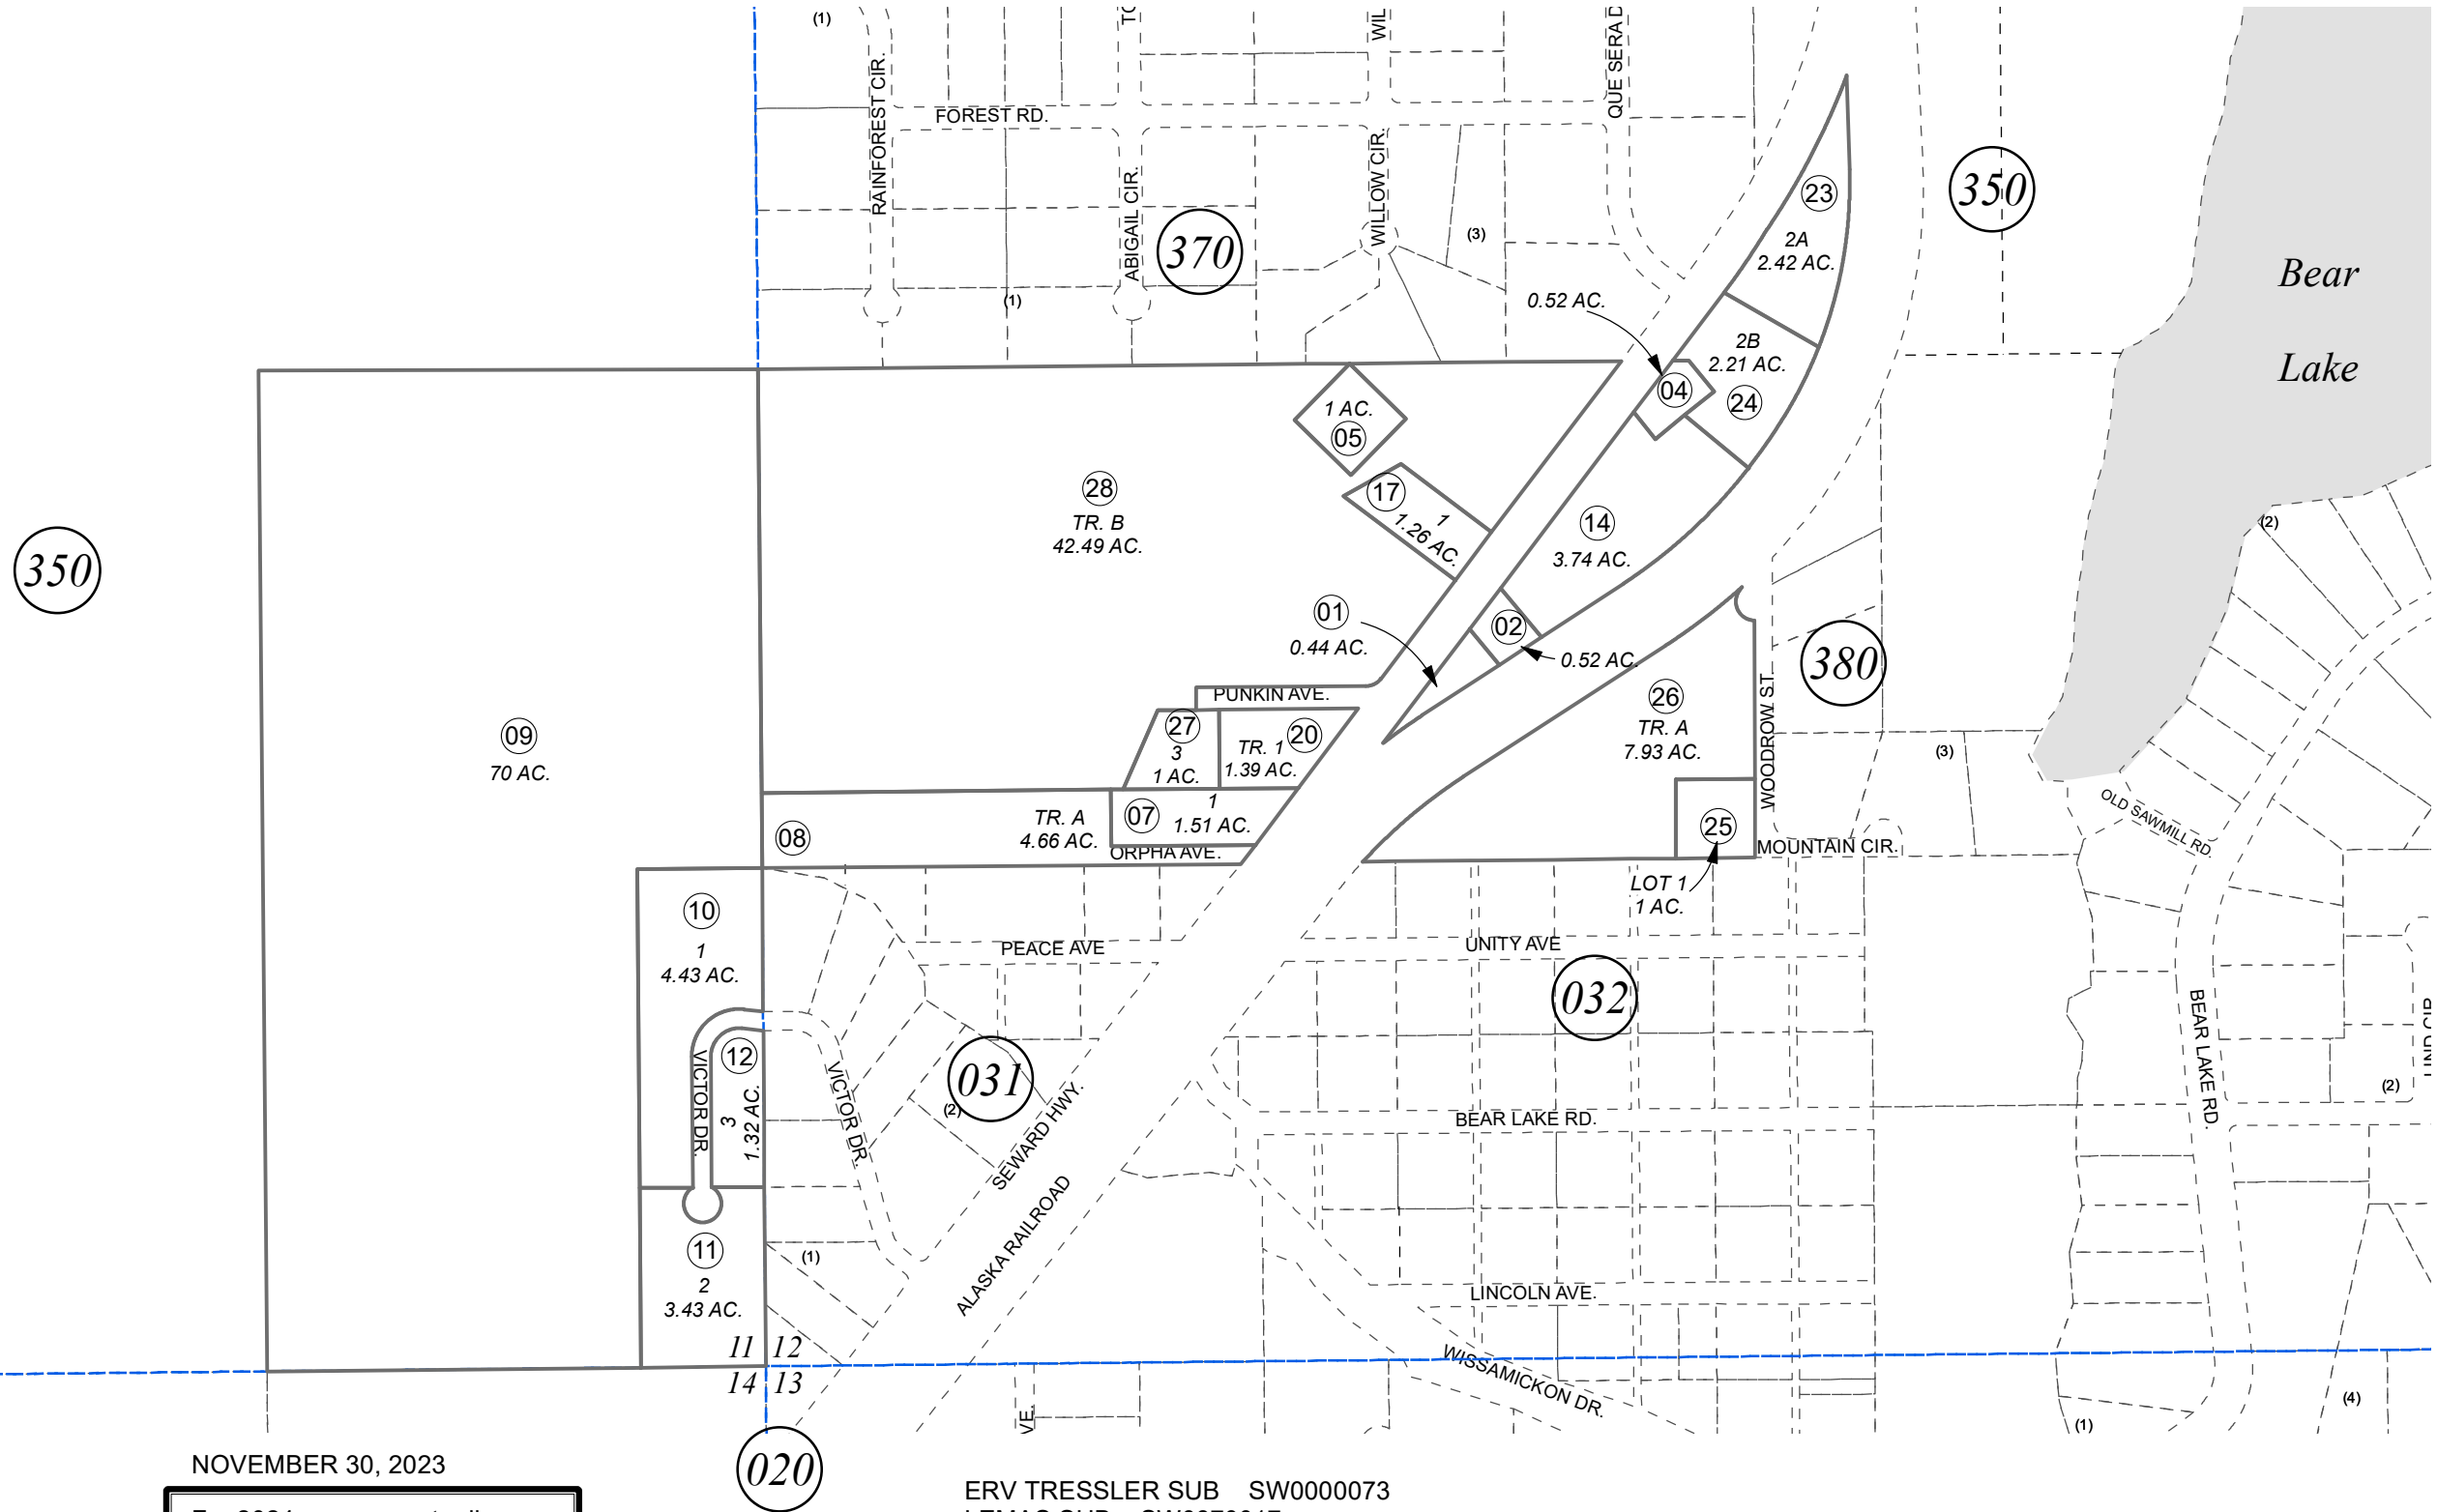 (1)
RAINFOREST CIR.
FOREST RD.
ABIGAIL CIR.
WILLOW CIR.
QUE SERA D
370
(1)
(3)
23
2A
2.42 AC.
350
Bear
Lake
0.52 AC.
2B
2.21 AC.
04
24
1 AC.
05
28
TR. B
42.49 AC.
17
1
1.26 AC.
14
3.74 AC.
350
(2)
01
0.44 AC.
02
0.52 AC.
380
PUNKIN AVE.
26
TR. A
7.93 AC.
WOODROW ST.
09
70 AC.
27
3
1 AC.
TR. 1
20
1.39 AC.
(3)
08
TR. A
4.66 AC.
07
1
1.51 AC.
ORPHA AVE.
25
LOT 1
1 AC.
MOUNTAIN CIR.
OLD SAWMILL RD.
10
1
4.43 AC.
PEACE AVE
UNITY AVE
032
BEAR LAKE RD.
VICTOR DR.
12
3
1.32 AC.
VICTOR DR.
031
(2)
SEWARD HWY.
BEAR LAKE RD.
(2)
ALASKA RAILROAD
11
2
3.43 AC.
(1)
LINCOLN AVE.
WISSAMICKON DR.
11 12
14 13
(4)
(1)
020
NOVEMBER 30, 2023
ERV TRESSLER SUB SW0000073